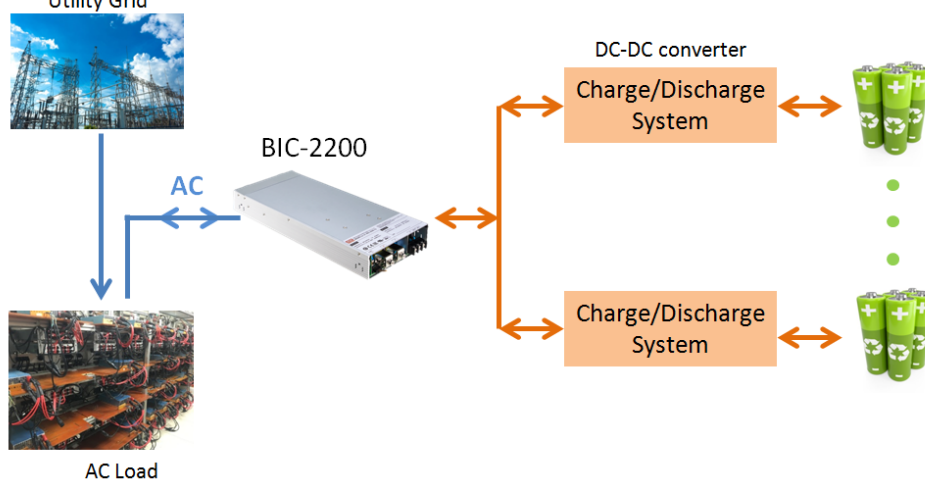 Utility Grid
DC-DC converter
Charge/Discharge
System
BIC-2200
AC
Charge/Discharge
System
AC Load